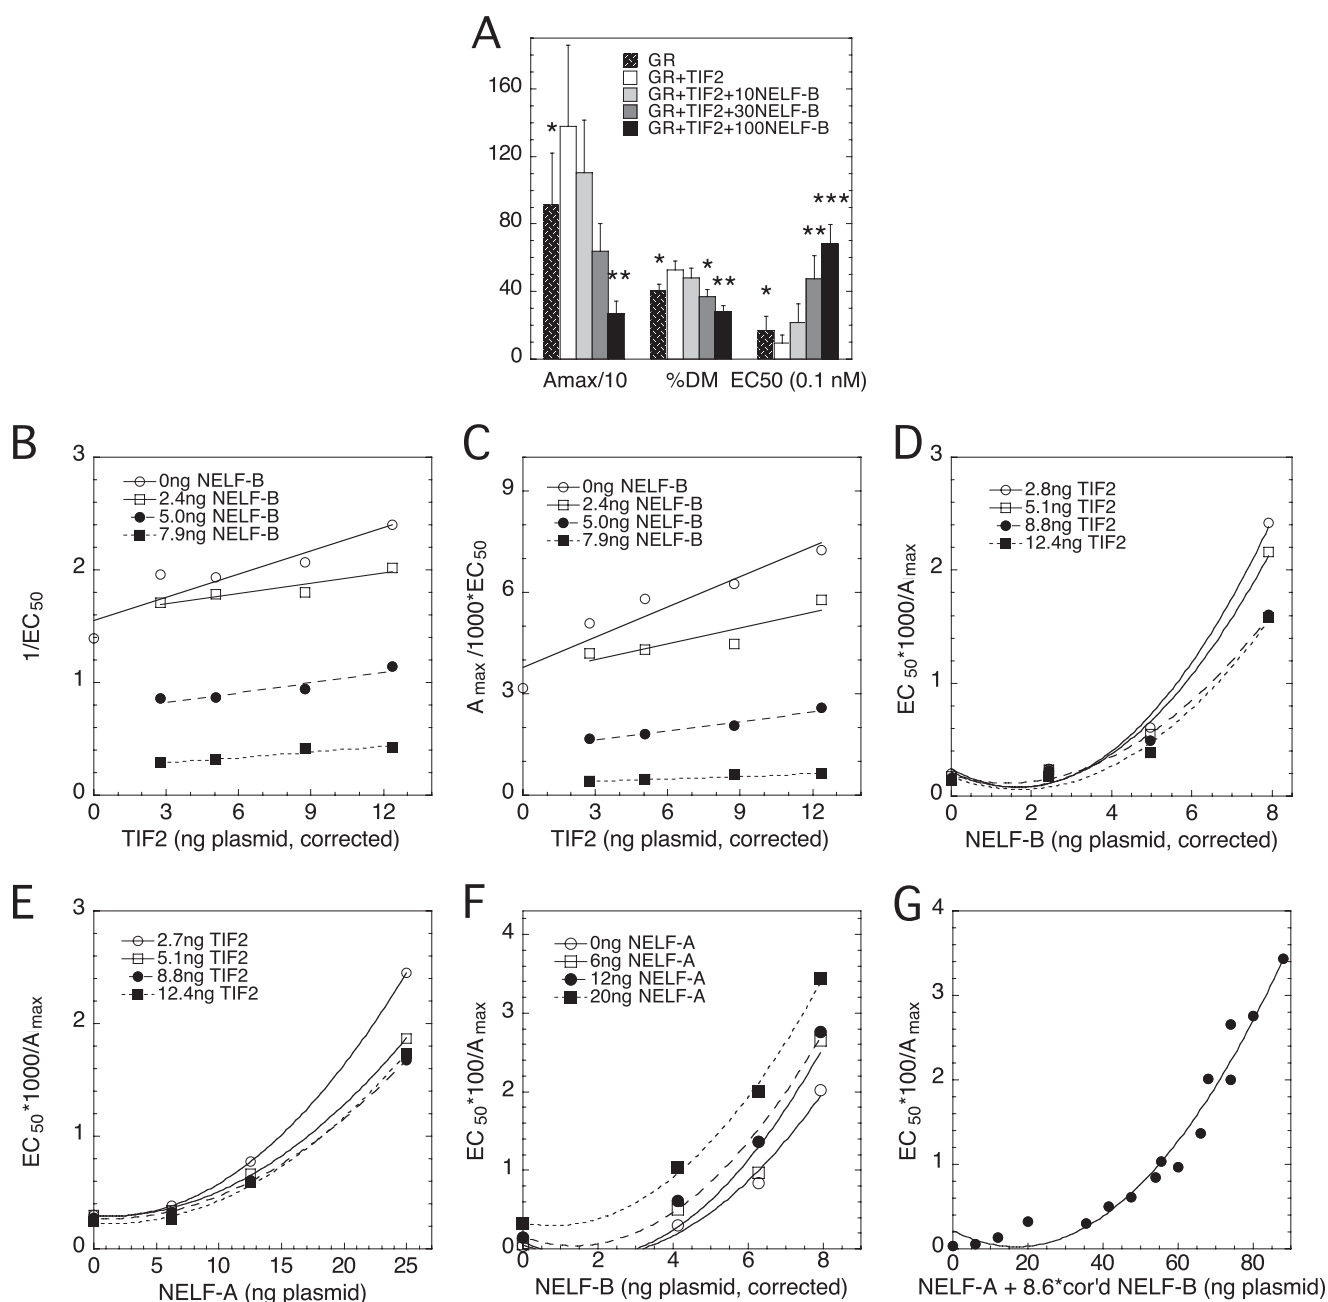 A
GR
GR+TIF2
GR+TIF2+10NELF-B
GR+TIF2+30NELF-B
GR+TIF2+100NELF-B
160
120
80
40
0
*
**
*
*
**
*
**
***
Amax/10 %DM EC50 (0.1 nM)
B
3
2
1
0
1/EC50
0ng NELF-B
2.4ng NELF-B
5.0ng NELF-B
7.9ng NELF-B
0 3 6 9 12
TIF2 (ng plasmid, corrected)
C
9
6
3
0
Amax/1000*EC50
0ng NELF-B
2.4ng NELF-B
5.0ng NELF-B
7.9ng NELF-B
0 3 6 9 12
TIF2 (ng plasmid, corrected)
D
3
2
1
0
EC50*1000/Amax
2.8ng TIF2
5.1ng TIF2
8.8ng TIF2
12.4ng TIF2
0 2 4 6 8
NELF-B (ng plasmid, corrected)
E
3
2
1
0
EC50*1000/Amax
2.7ng TIF2
5.1ng TIF2
8.8ng TIF2
12.4ng TIF2
0 5 10 15 20 25
NELF-A (ng plasmid)
F
4
3
2
1
0
EC50*100/Amax
0ng NELF-A
6ng NELF-A
12ng NELF-A
20ng NELF-A
0 2 4 6 8
NELF-B (ng plasmid, corrected)
G
4
3
2
1
0
EC50*100/Amax
0 20 40 60 80
NELF-A + 8.6*cor'd NELF-B (ng plasmid)